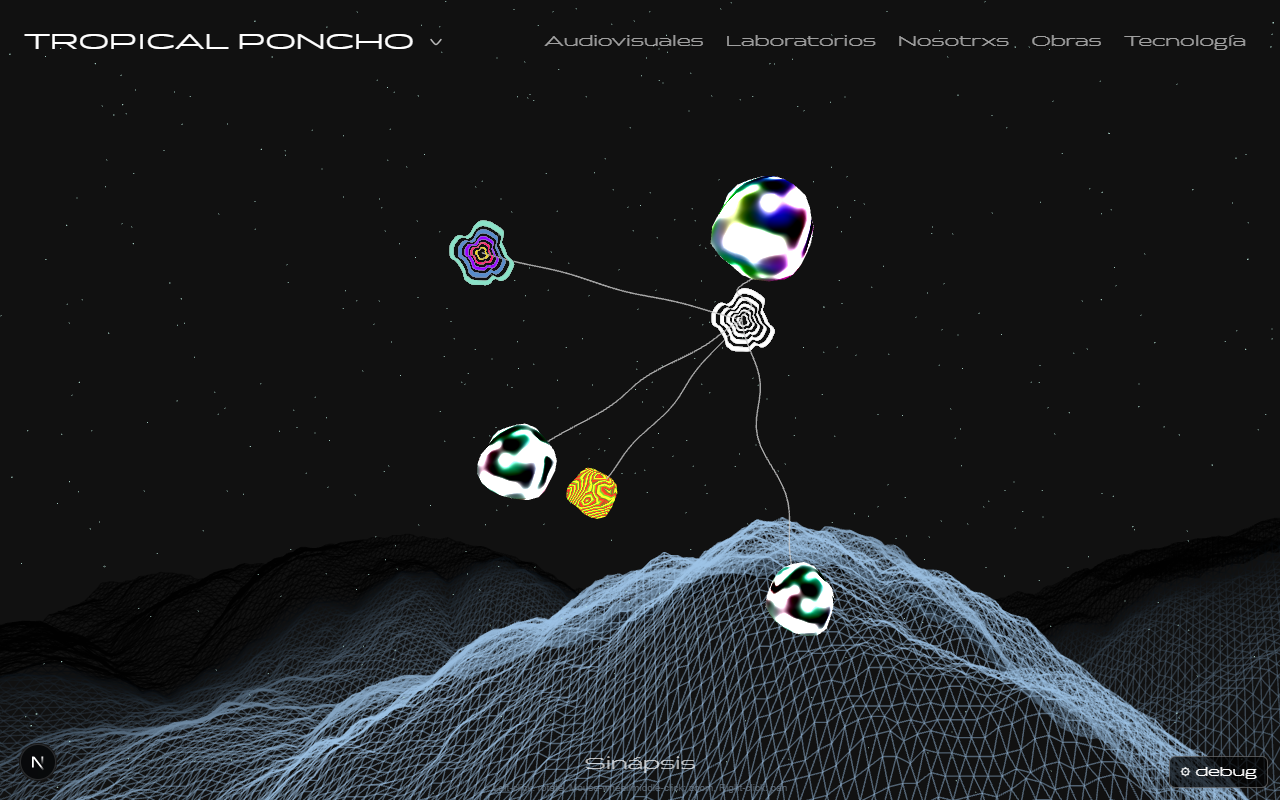 TROPICAL PONCHO
Audiovisuales Laboratorios Nosotrxs Obras Tecnología
Sinápsis
N
debug